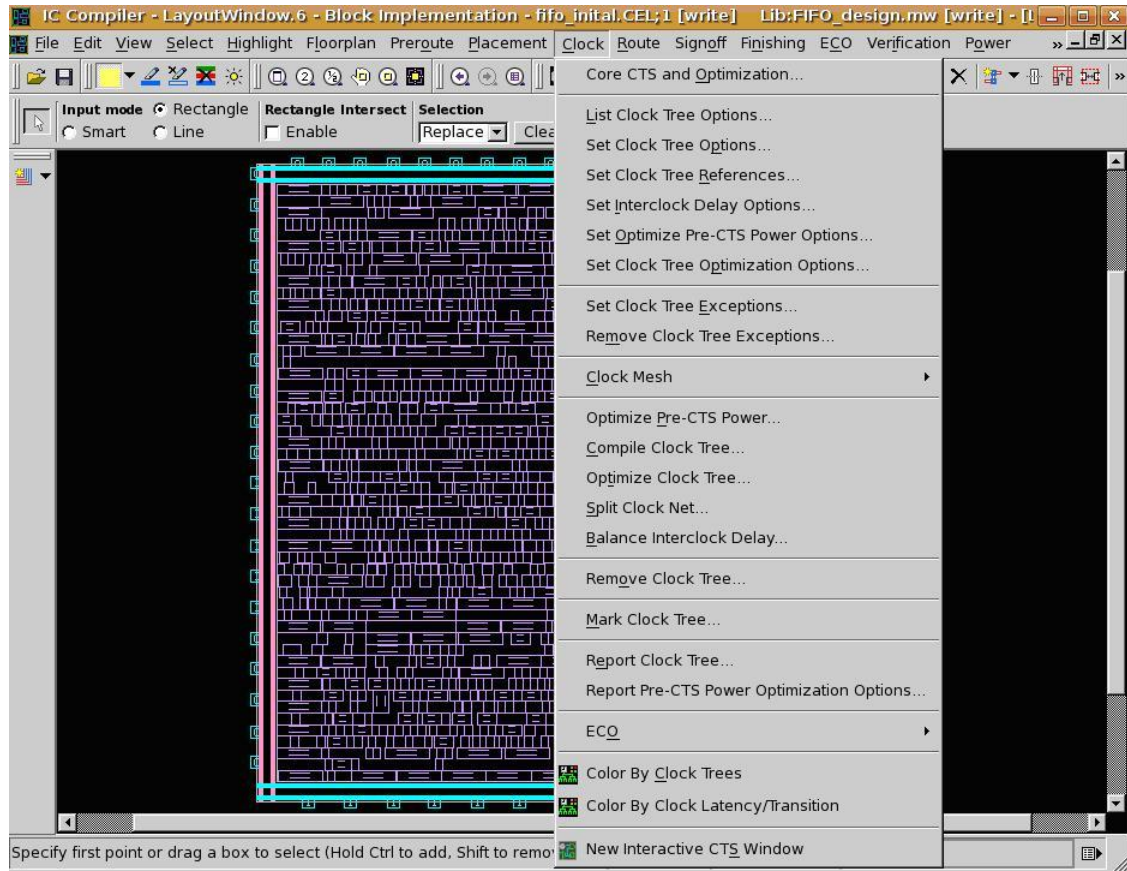 IC Compiler - LayoutWindow.6 - Block Implementation - fifo_inital.CEL;1 [write] Lib:FIFO_design.mw [write] - [l
File Edit View Select Highlight Floorplan Preroute Placement Clock Route Signoff Finishing ECO Verification Power »
»
Input mode Rectangle Rectangle Intersect Selection
Smart Line Enable Replace Clea
Core CTS and Optimization...
List Clock Tree Options...
Set Clock Tree Options...
Set Clock Tree References...
Set Interclock Delay Options...
Set Optimize Pre-CTS Power Options...
Set Clock Tree Optimization Options...
Set Clock Tree Exceptions...
Remove Clock Tree Exceptions...
Clock Mesh
Optimize Pre-CTS Power...
Compile Clock Tree...
Optimize Clock Tree...
Split Clock Net...
Balance Interclock Delay...
Remove Clock Tree...
Mark Clock Tree...
Report Clock Tree...
Report Pre-CTS Power Optimization Options...
ECO
Color By Clock Trees
Color By Clock Latency/Transition
New Interactive CTS Window
Specify first point or drag a box to select (Hold Ctrl to add, Shift to remo